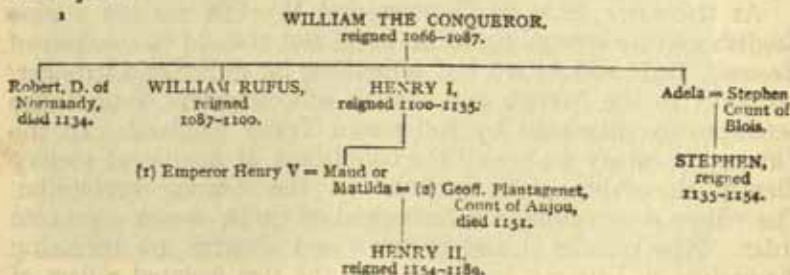 1
WILLIAM THE CONQUEROR,
reigned 1066–1087.
Robert, D. of
Normandy,
died 1134.
WILLIAM RUFUS,
reigned
1087–1100.
HENRY I,
reigned 1100–1135.
Adela = Stephen
Count of
Blois.
STEPHEN,
reigned
1135–1154.
(1) Emperor Henry V = Maud or
Matilda = (2) Geoff. Plantagenet,
Count of Anjou,
died 1151.
HENRY II,
reigned 1154–1189.